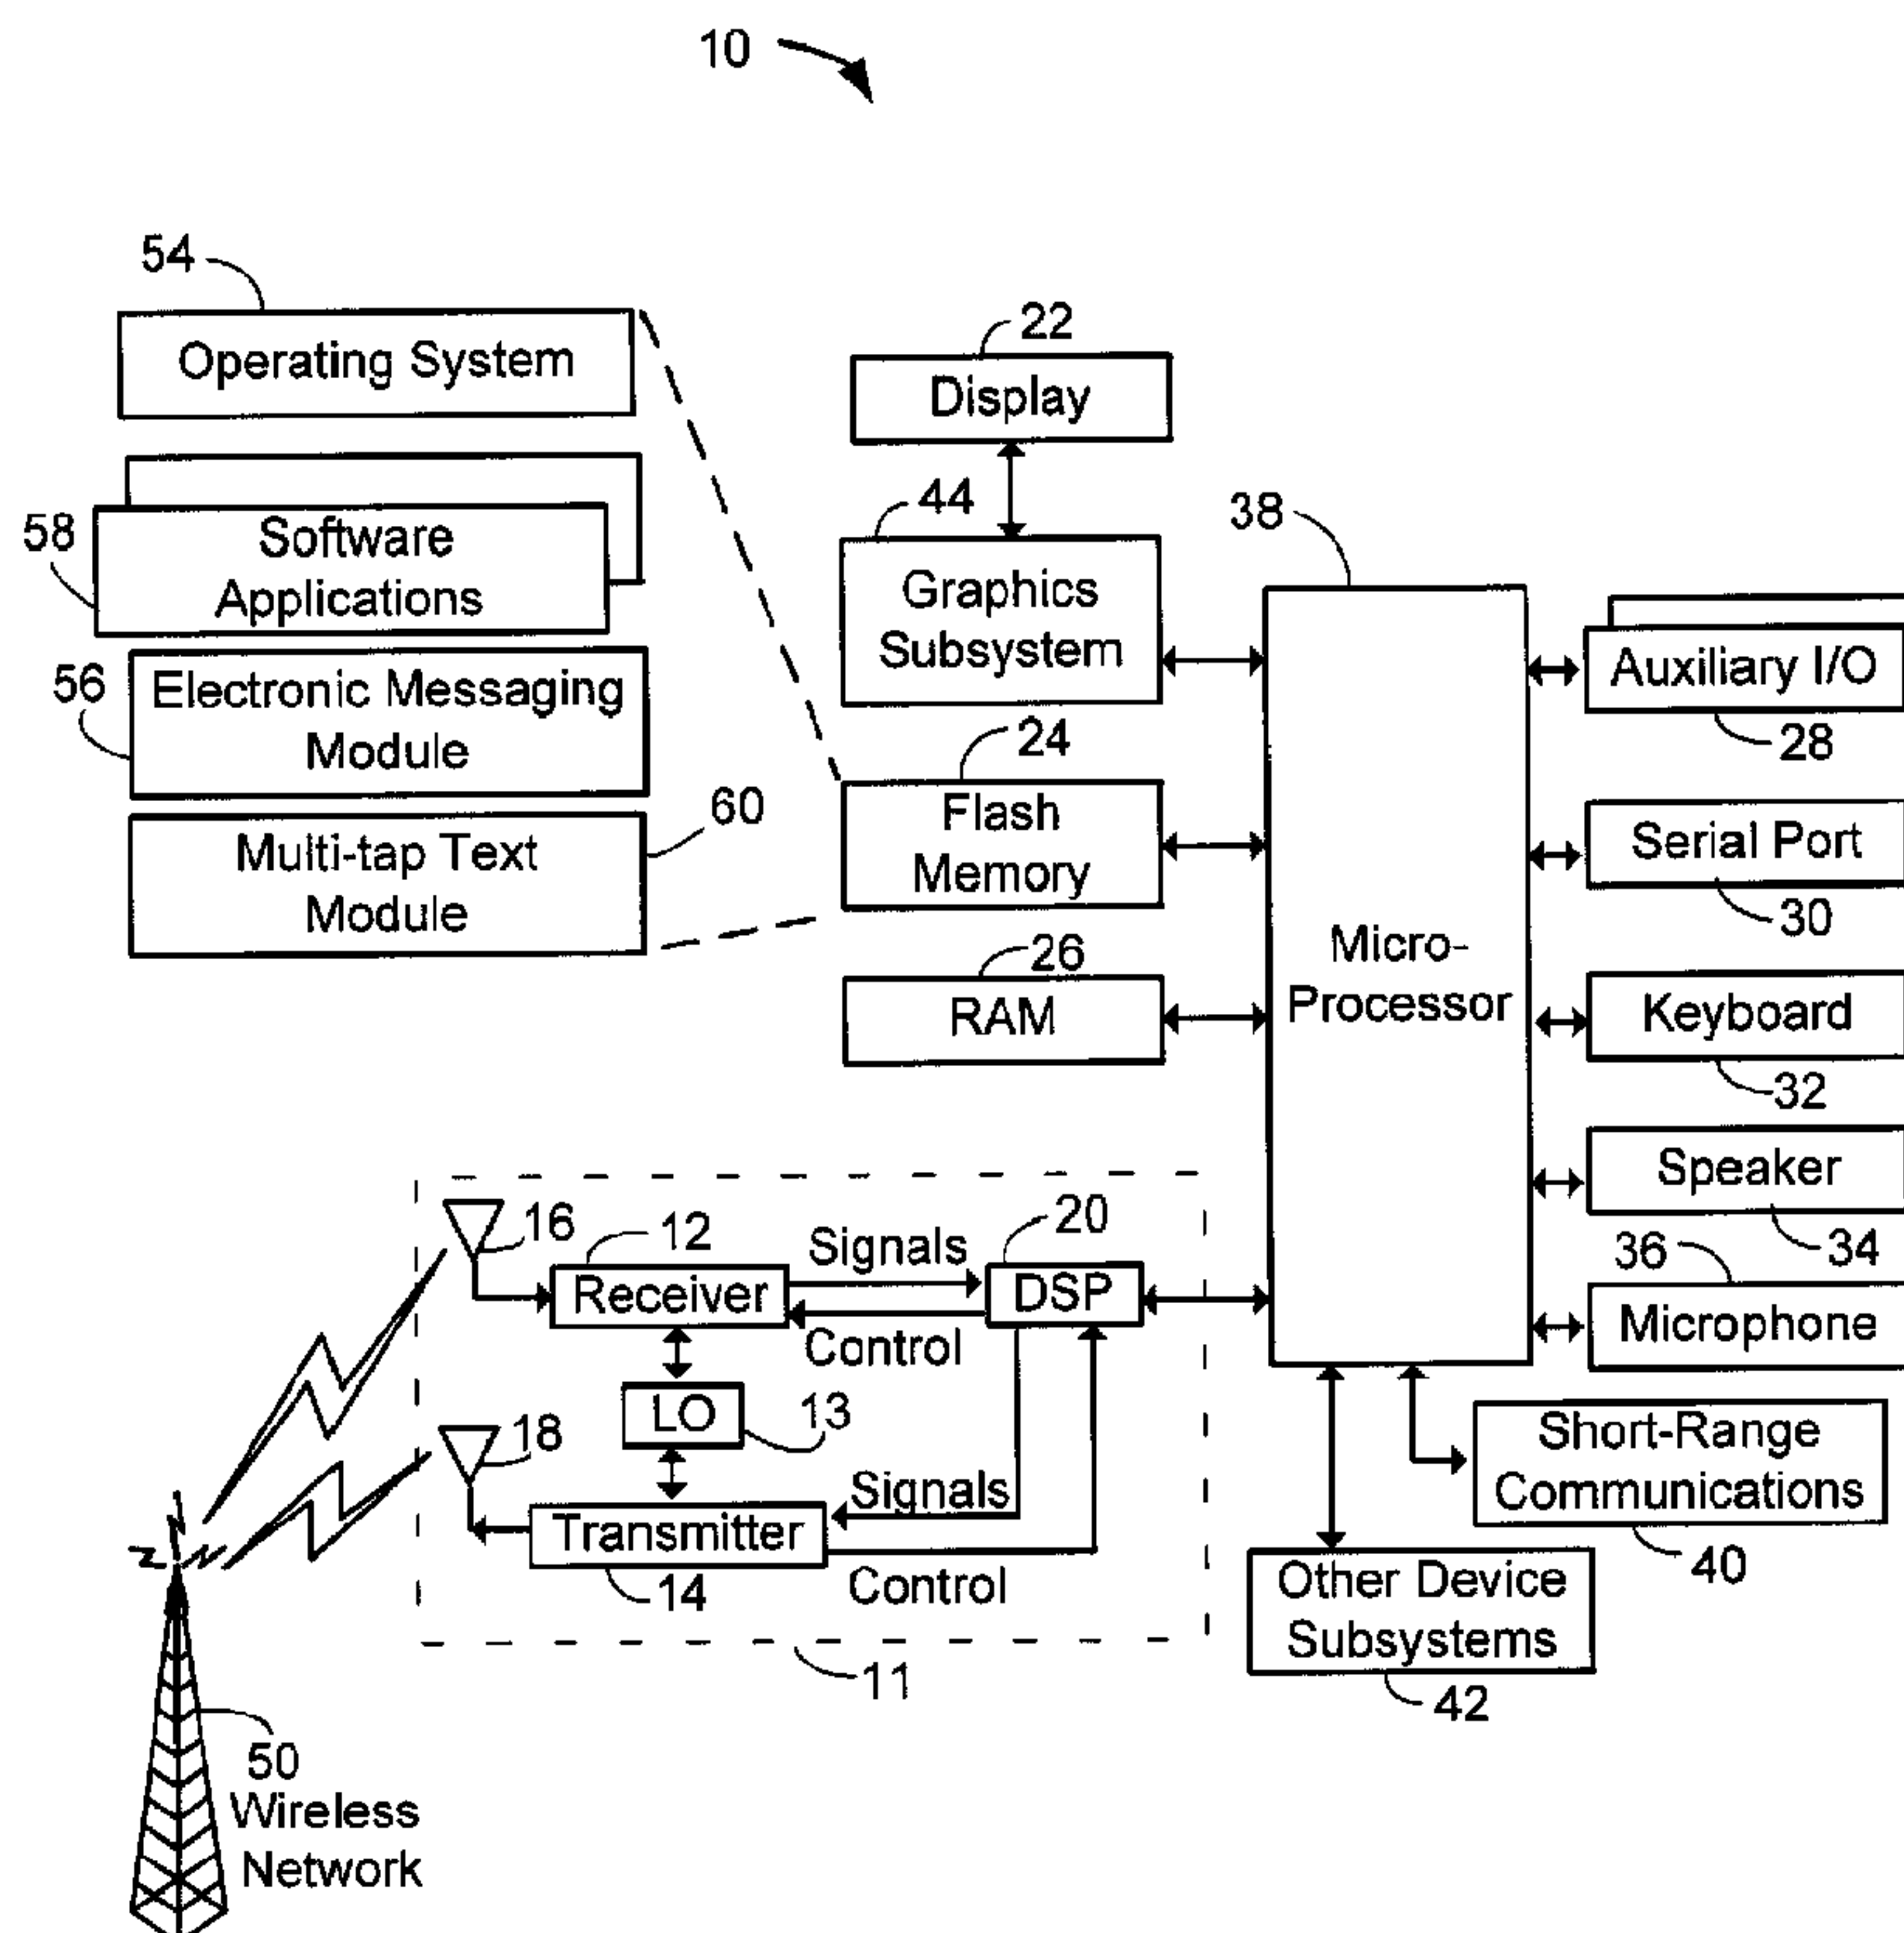 10
54
Operating System
58
Software
Applications
56
Electronic Messaging
Module
60
Multi-tap Text
Module
22
Display
44
Graphics
Subsystem
24
Flash
Memory
26
RAM
38
Micro-
Processor
Auxiliary I/O
28
Serial Port
30
Keyboard
32
Speaker
34
36
Microphone
Short-Range
Communications
40
Other Device
Subsystems
42
16
12
Receiver
Signals
Control
20
DSP
LO
13
18
Signals
Transmitter
14
Control
11
50
Wireless
Network